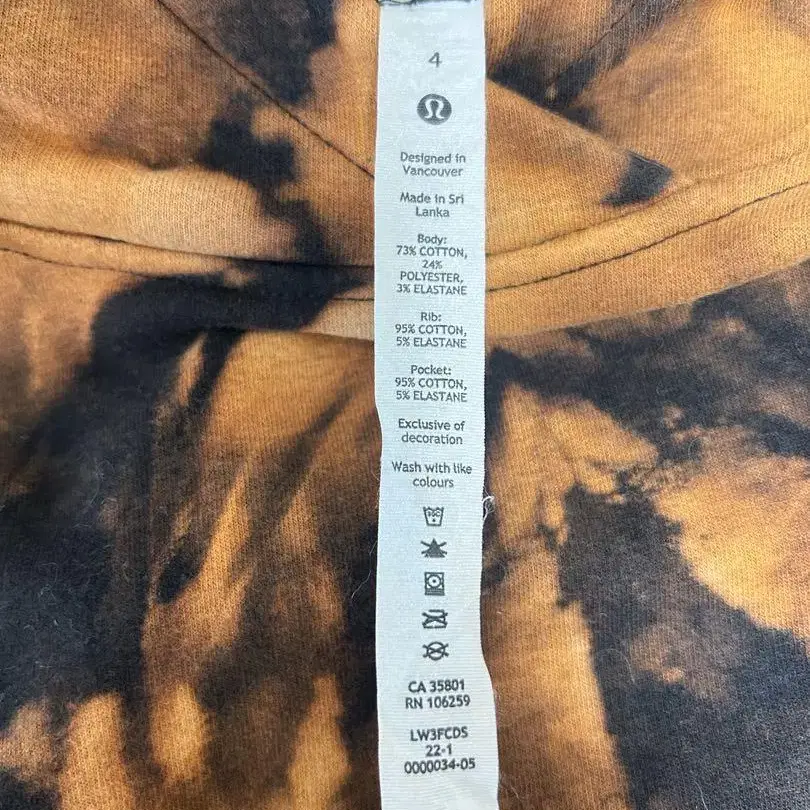 4
Designed in
Vancouver
Made in Sri
Lanka
Body:
73% COTTON,
24%
POLYESTER,
3% ELASTANE
Rib:
95% COTTON,
5% ELASTANE
Pocket:
95% COTTON,
5% ELASTANE
Exclusive of
decoration
Wash with like
colours
CA 35801
RN 106259
LW3FCDS
22-1
0000034-05